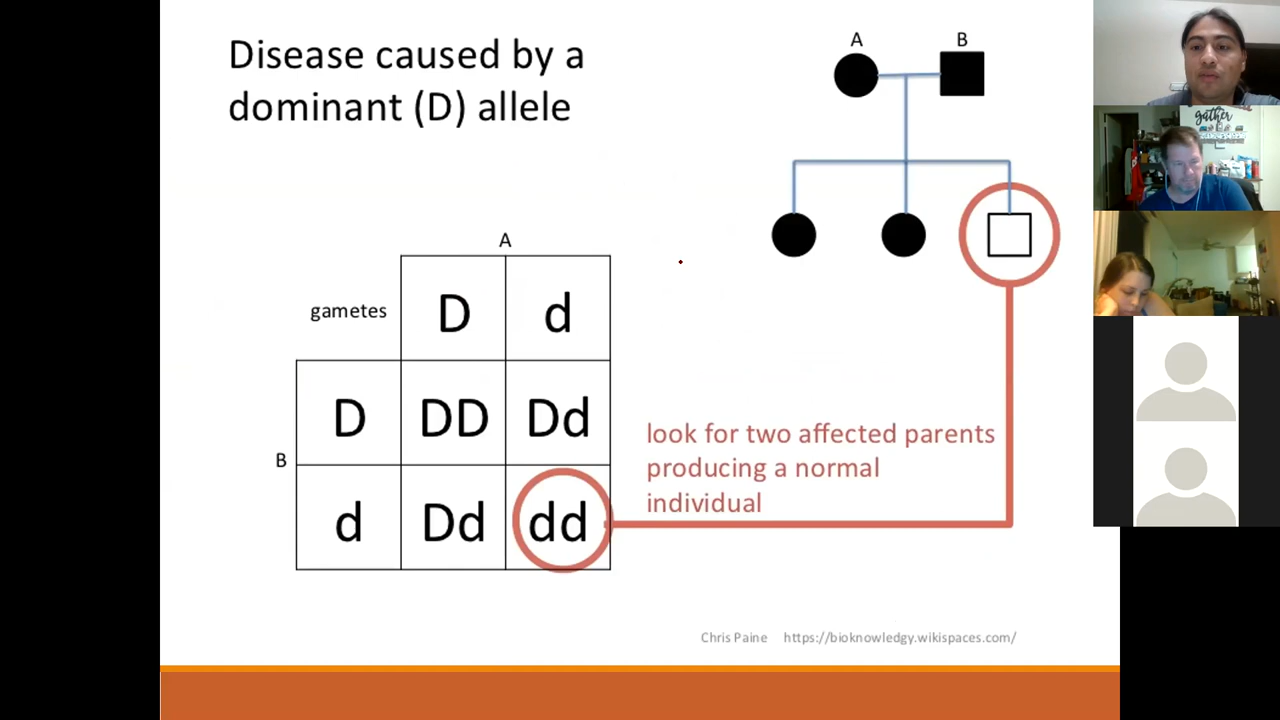 Disease caused by a
dominant (D) allele
A B
A
gametes
D d
D DD Dd
B
d Dd dd
look for two affected parents
producing a normal
individual
Chris Paine https://bioknowledgy.wikispaces.com/
gather